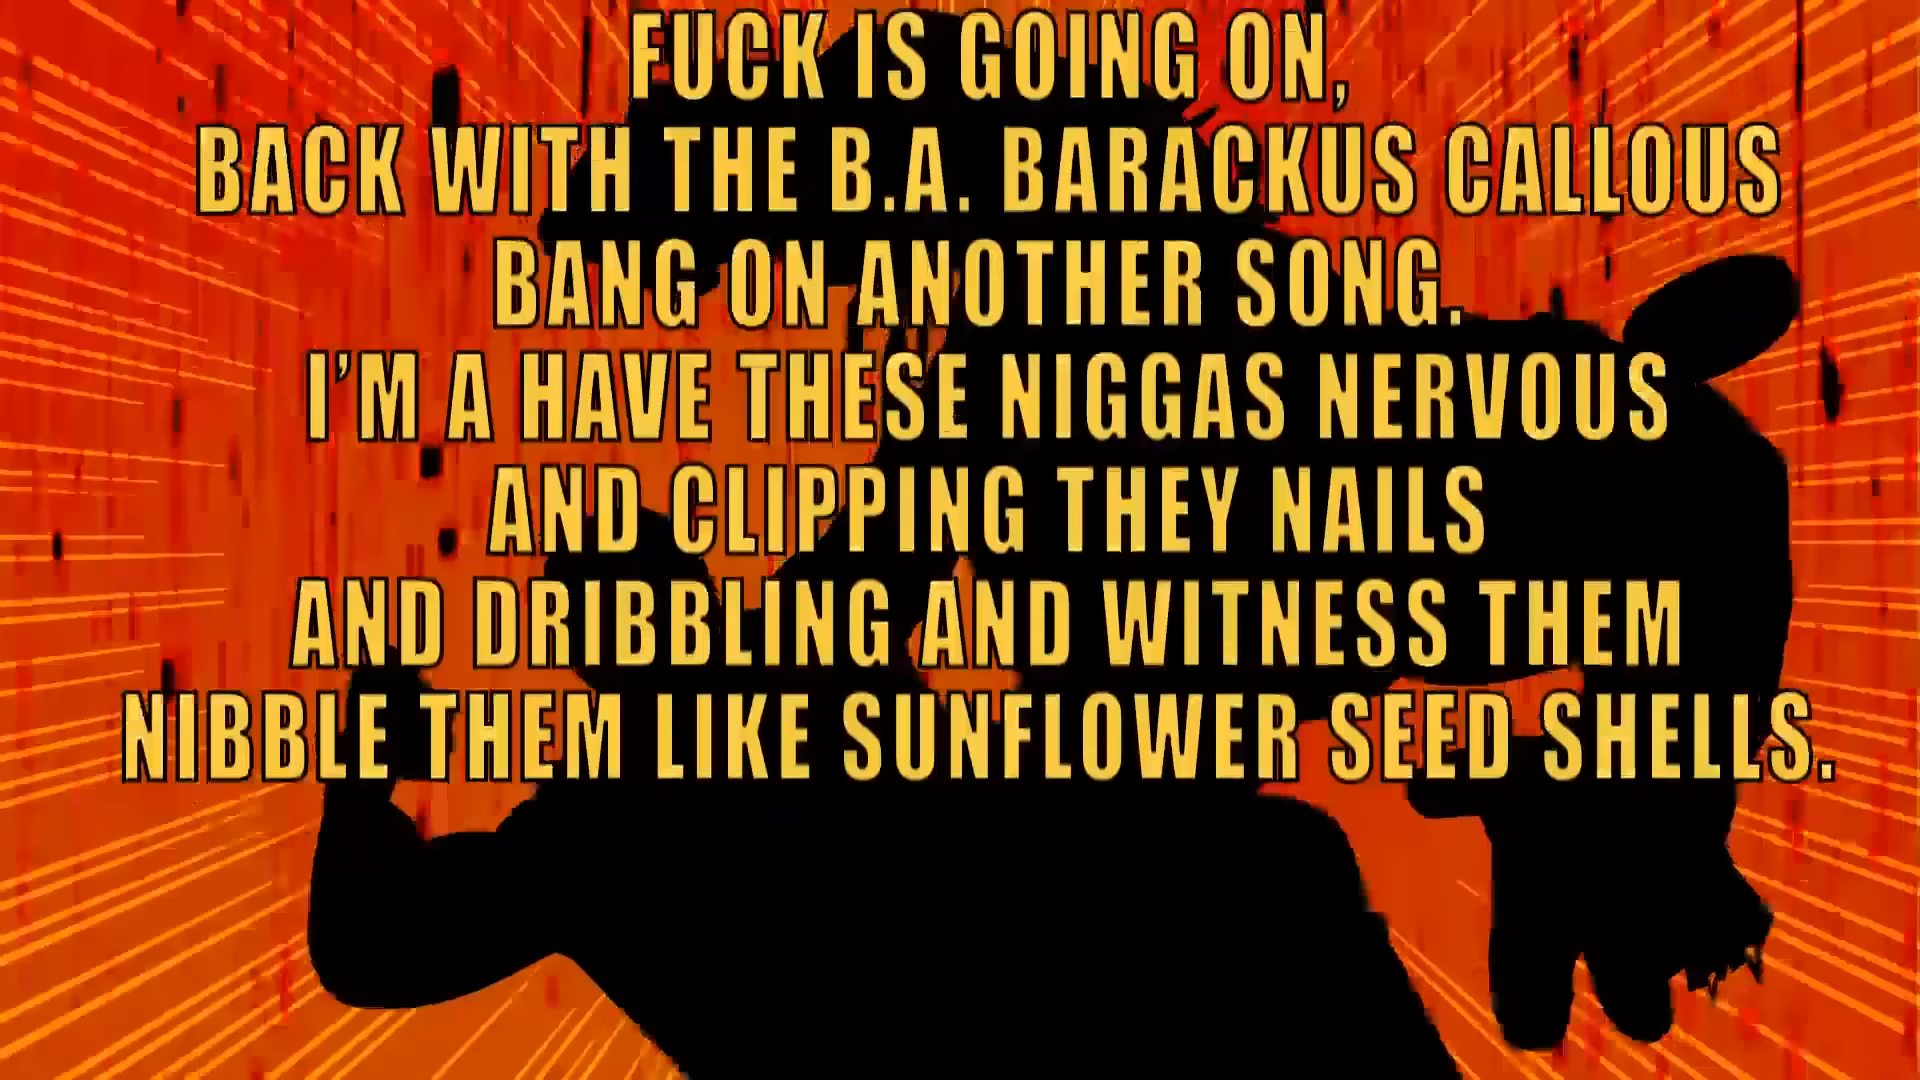 FUCK IS GOING ON,
BACK WITH THE B.A. BARACKUS CALLOUS
BANG ON ANOTHER SONG.
I'M A HAVE THESE NIGGAS NERVOUS
AND CLIPPING THEY NAILS
AND DRIBBLING AND WITNESS THEM
NIBBLE THEM LIKE SUNFLOWER SEED SHELLS.